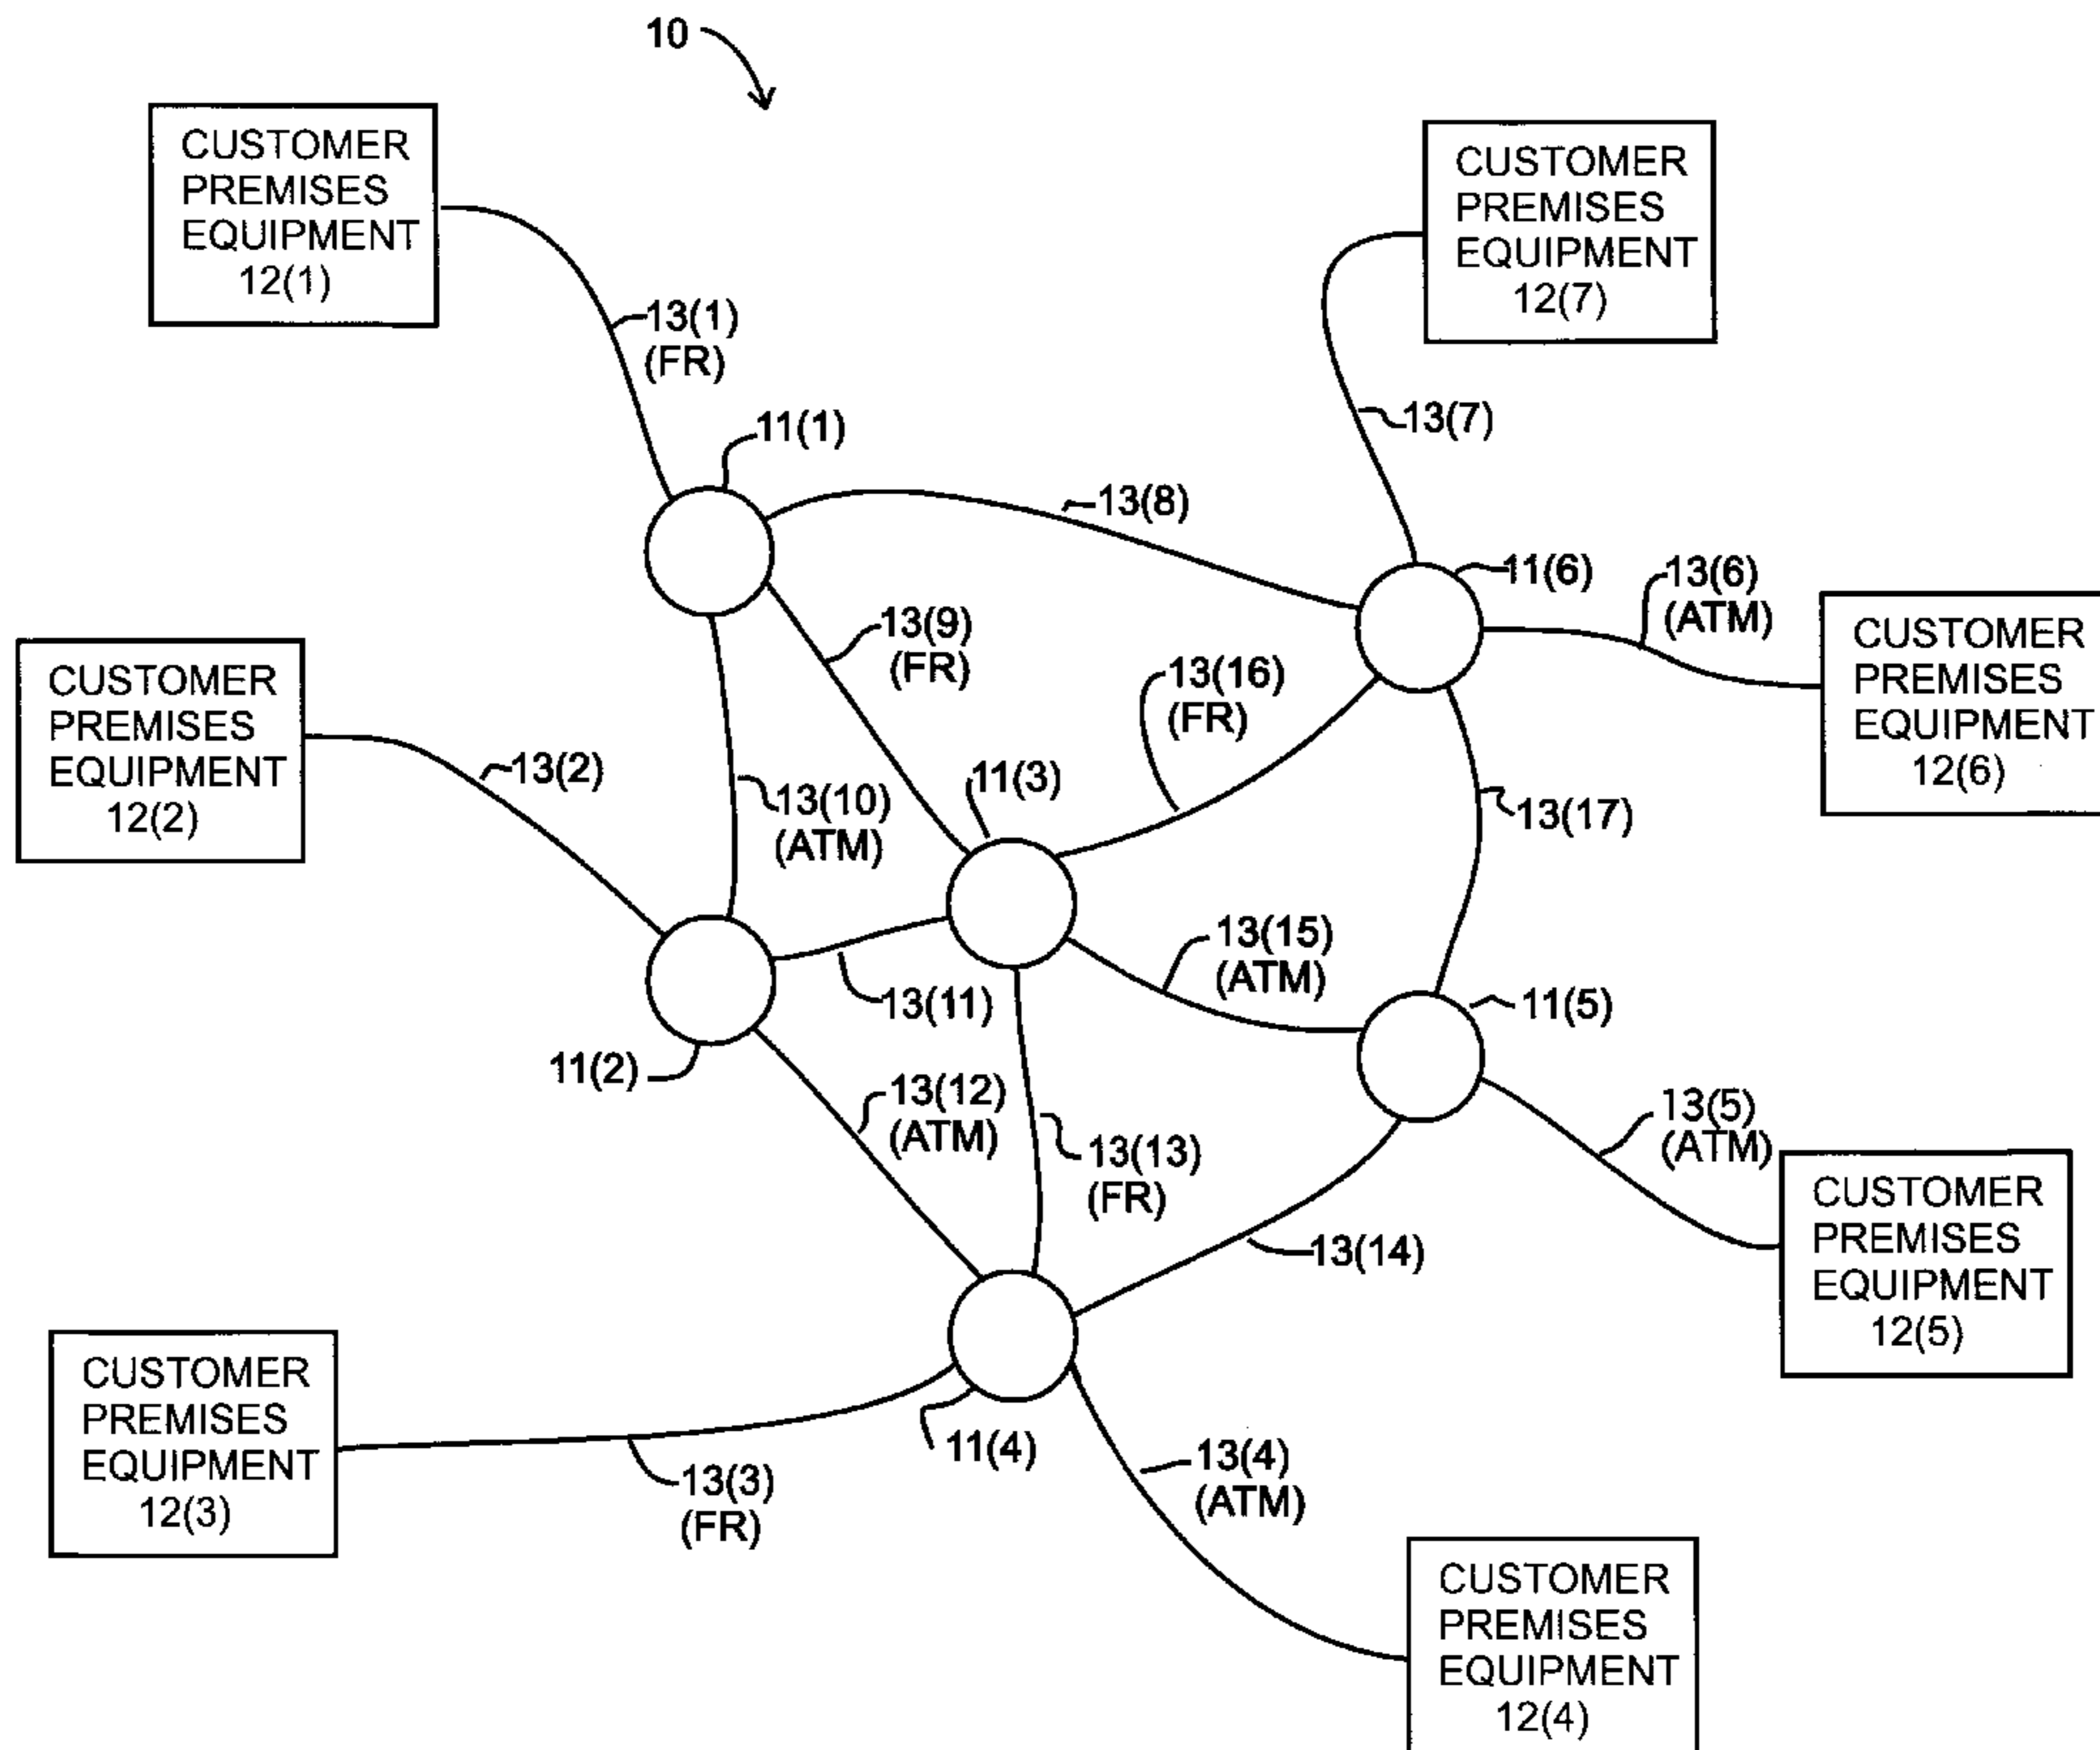 10
CUSTOMER
PREMISES
EQUIPMENT
12(1)
CUSTOMER
PREMISES
EQUIPMENT
12(7)
13(1)
(FR)
11(1)
13(7)
13(8)
11(6)
13(6)
(ATM)
CUSTOMER
PREMISES
EQUIPMENT
12(6)
13(9)
(FR)
13(16)
(FR)
CUSTOMER
PREMISES
EQUIPMENT
12(2)
13(2)
13(10)
(ATM)
11(3)
13(17)
13(15)
(ATM)
13(11)
11(5)
11(2)
13(12)
(ATM)
13(13)
(FR)
13(5)
(ATM)
13(14)
CUSTOMER
PREMISES
EQUIPMENT
12(5)
CUSTOMER
PREMISES
EQUIPMENT
12(3)
13(3)
(FR)
11(4)
13(4)
(ATM)
CUSTOMER
PREMISES
EQUIPMENT
12(4)